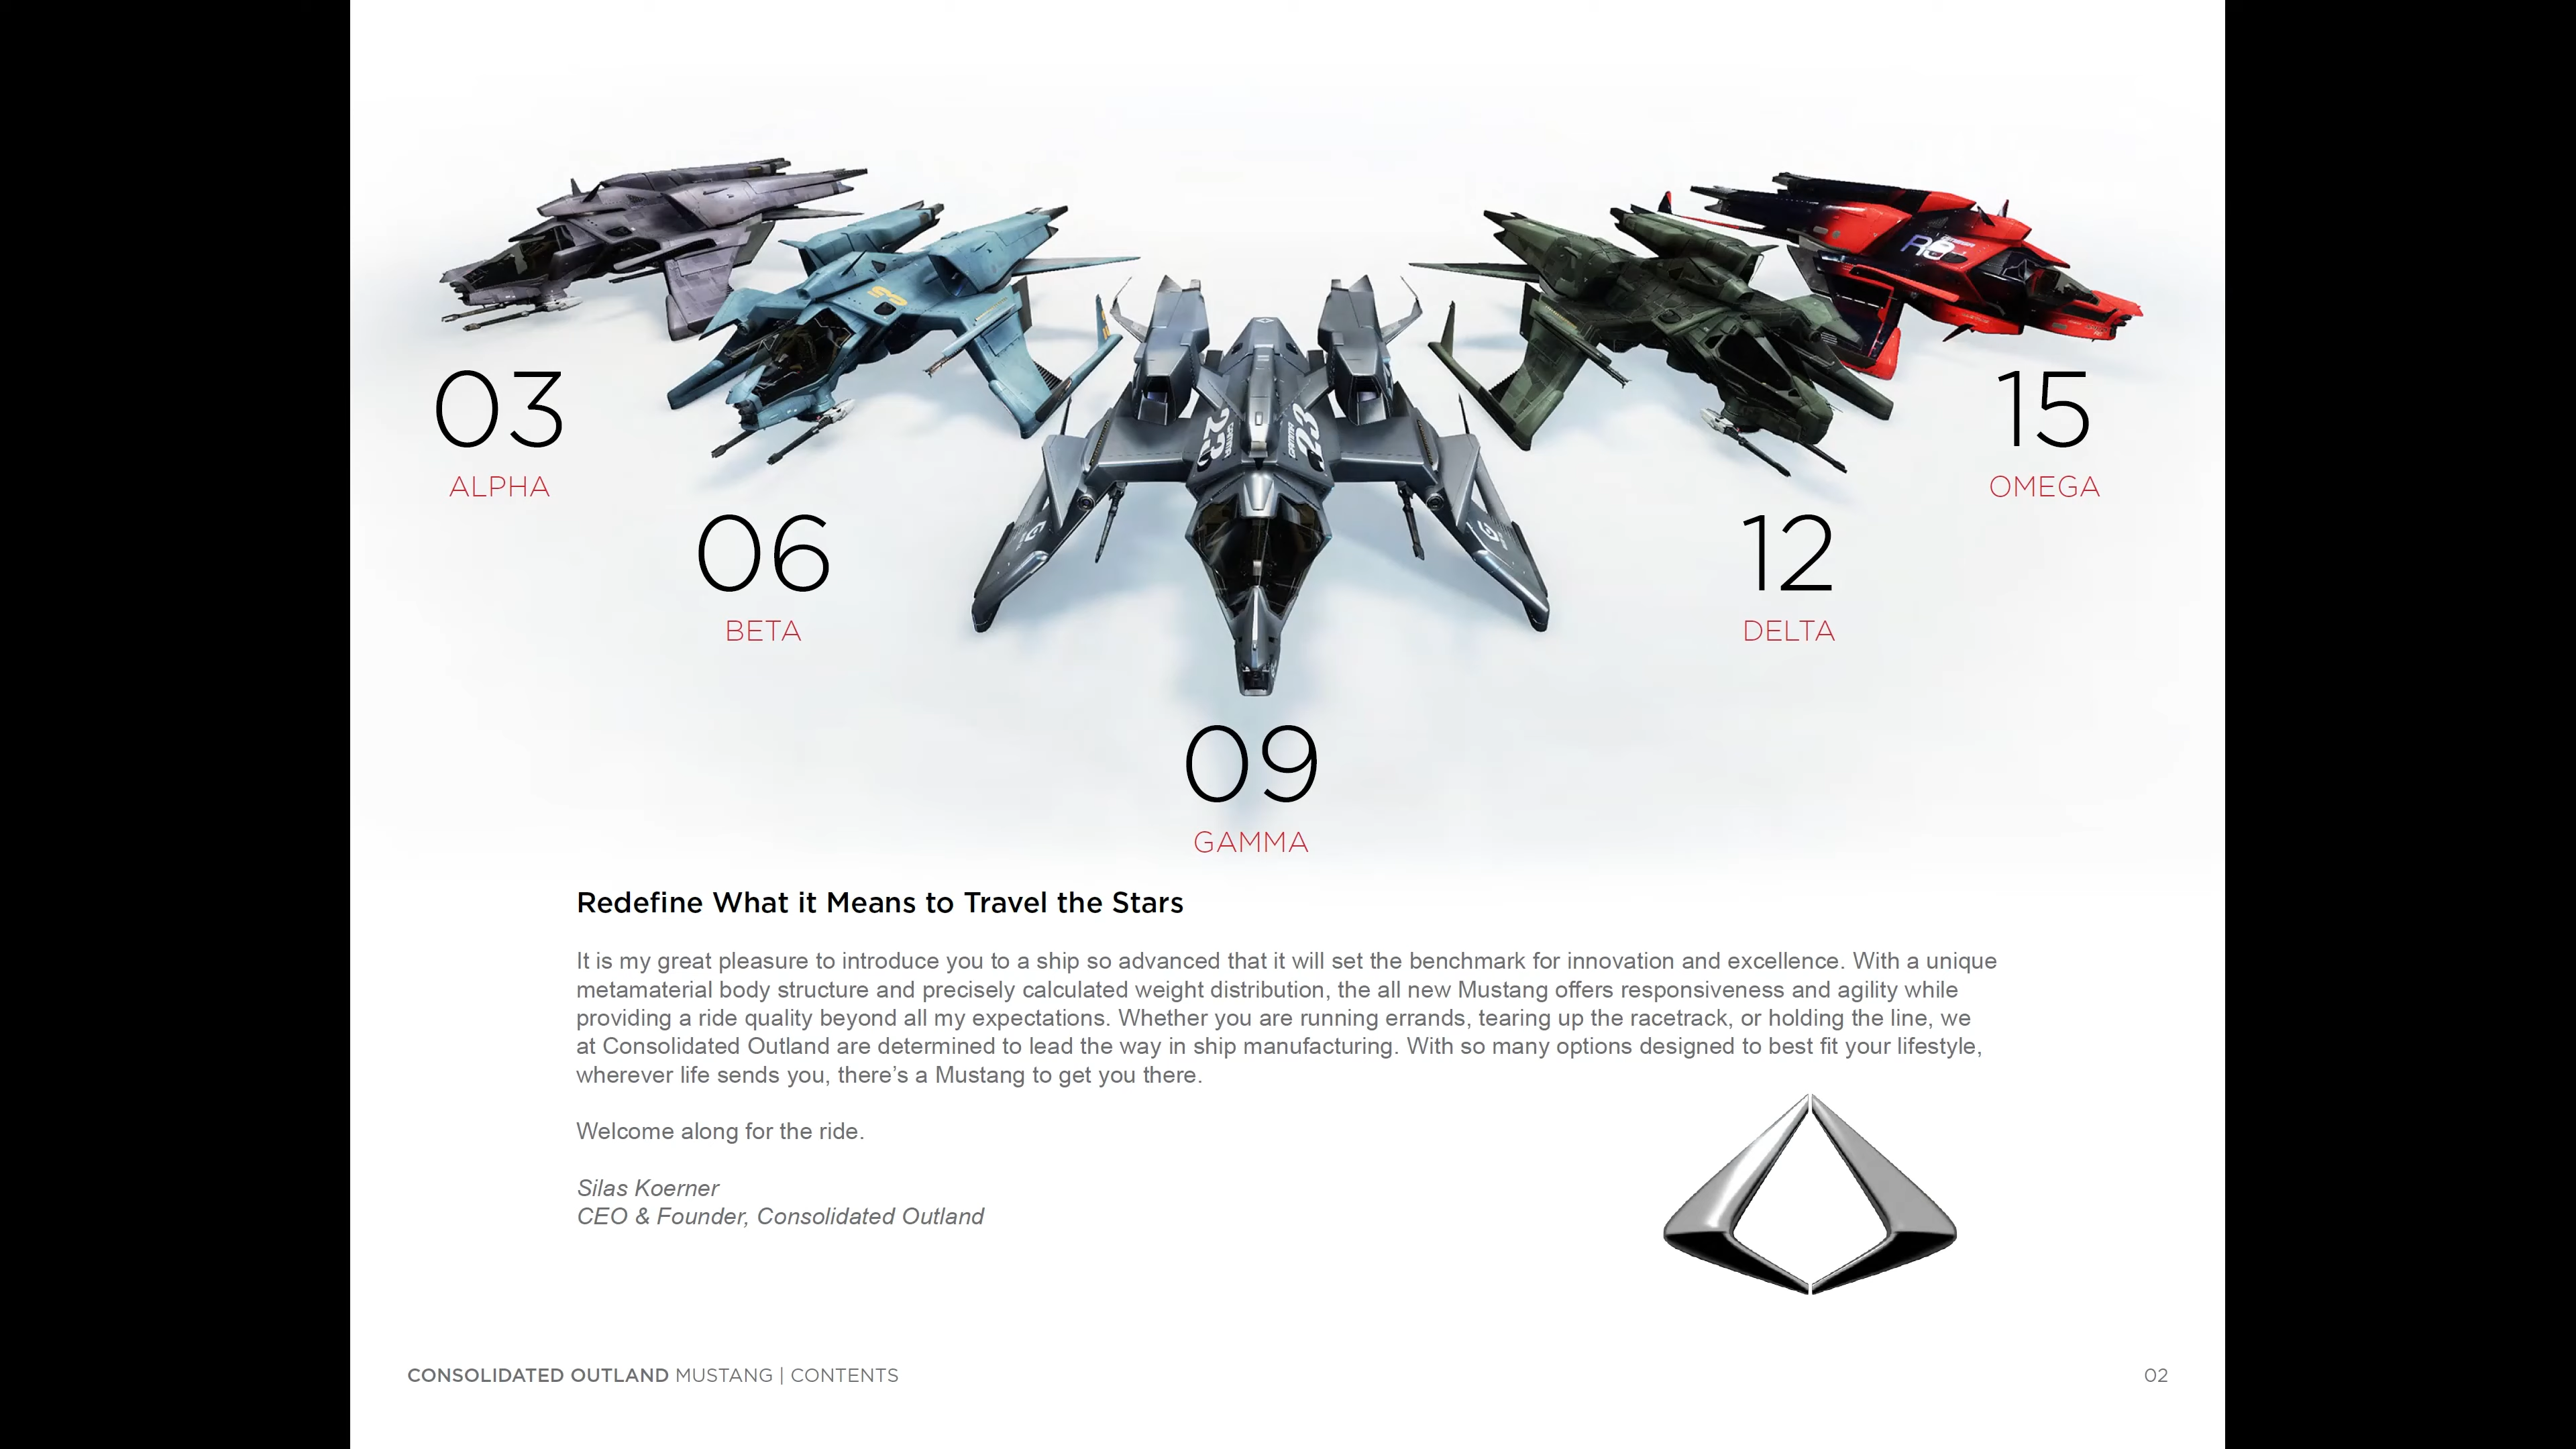 03
ALPHA
06
BETA
09
GAMMA
12
DELTA
15
OMEGA
Redefine What it Means to Travel the Stars
It is my great pleasure to introduce you to a ship so advanced that it will set the benchmark for innovation and excellence. With a unique
metamaterial body structure and precisely calculated weight distribution, the all new Mustang offers responsiveness and agility while
providing a ride quality beyond all my expectations. Whether you are running errands, tearing up the racetrack, or holding the line, we
at Consolidated Outland are determined to lead the way in ship manufacturing. With so many options designed to best fit your lifestyle,
wherever life sends you, there’s a Mustang to get you there.
Welcome along for the ride.
Silas Koerner
CEO & Founder, Consolidated Outland
CONSOLIDATED OUTLAND MUSTANG | CONTENTS
02